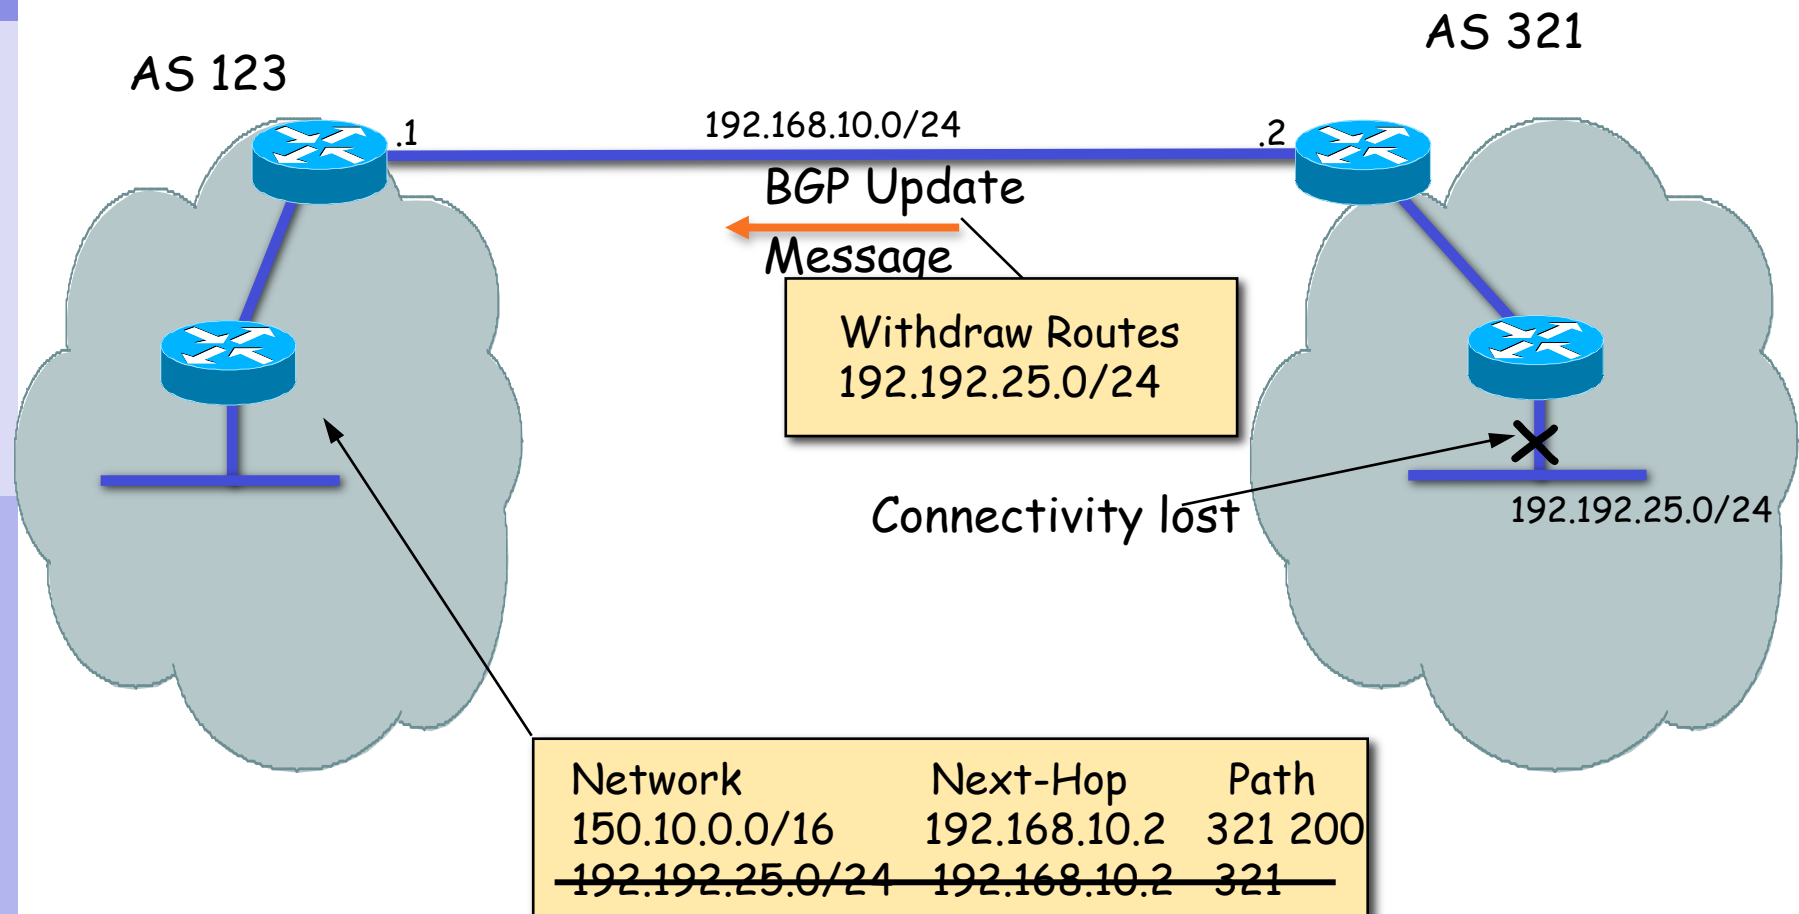 AS 321
AS 123
.1
192.168.10.0/24
.2
BGP Update
Message
Withdraw Routes
192.192.25.0/24
Connectivity lost
192.192.25.0/24
Network Next-Hop Path
150.10.0.0/16 192.168.10.2 321 200
192.192.25.0/24 192.168.10.2 321